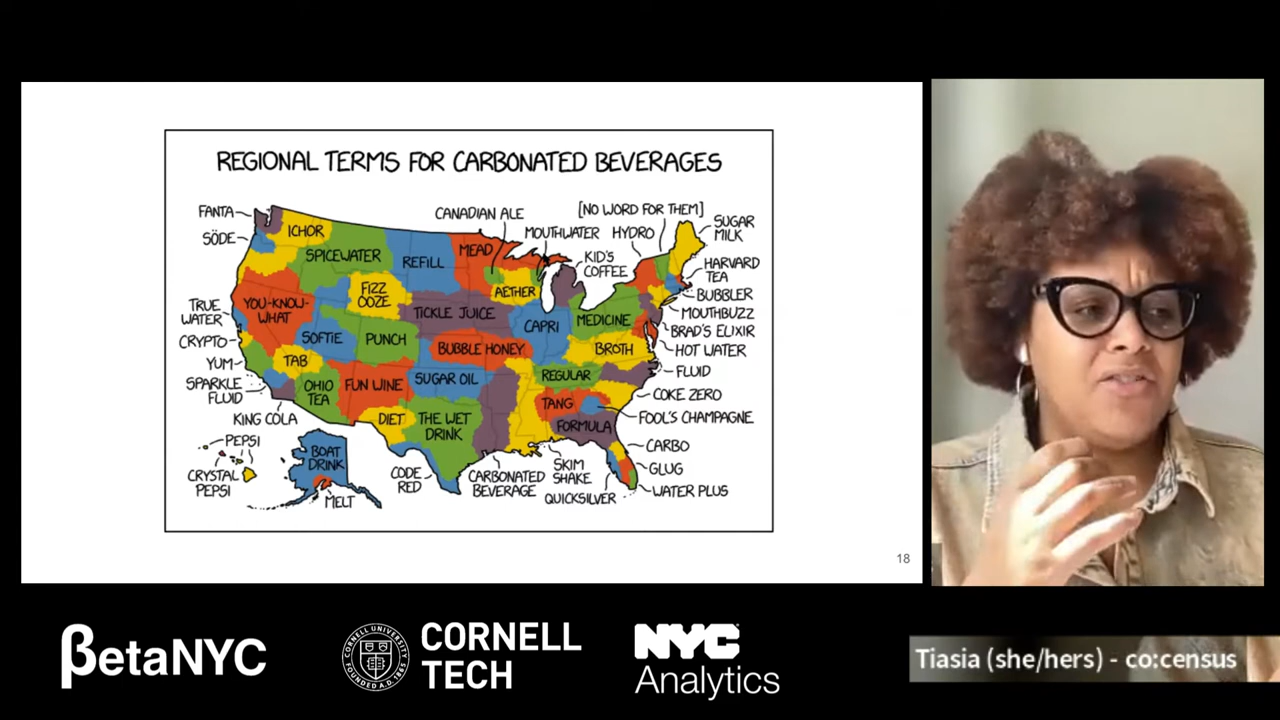 REGIONAL TERMS FOR CARBONATED BEVERAGES
FANTA
SÖDE
ICHOR
SPICEWATER
REFILL
CANADIAN ALE
MEAD
MOUTHWATER
[NO WORD FOR THEM]
HYDRO
SUGAR
MILK
KID'S
COFFEE
HARVARD
TEA
BUBBLER
MOUTHBUZZ
BRAD'S ELIXIR
HOT WATER
FLUID
TRUE
WATER
YOU-KNOW-
WHAT
FIZZ
OOZE
TICKLE JUICE
AETHER
CAPRI
MEDICINE
CRYPTO
SOFTIE
PUNCH
BUBBLE HONEY
BROTH
YUM
TAB
SPARKLE
FLUID
OHIO
TEA
FUN WINE
SUGAR OIL
REGULAR
COKE ZERO
KING COLA
DIET
THE WET
DRINK
TANG
FORMULA
FOOL'S CHAMPAGNE
PEPSI
CRYSTAL
PEPSI
BOAT
DRINK
MELT
CODE
RED
CARBONATED
BEVERAGE
SKIM
SHAKE
QUICKSILVER
CARBO
GLUG
WATER PLUS
18
βetaNYC
CORNELL UNIVERSITY
FOUNDED A.D. 1865
CORNELL
TECH
NYC
Analytics
Tiasia (she/hers) - co:census